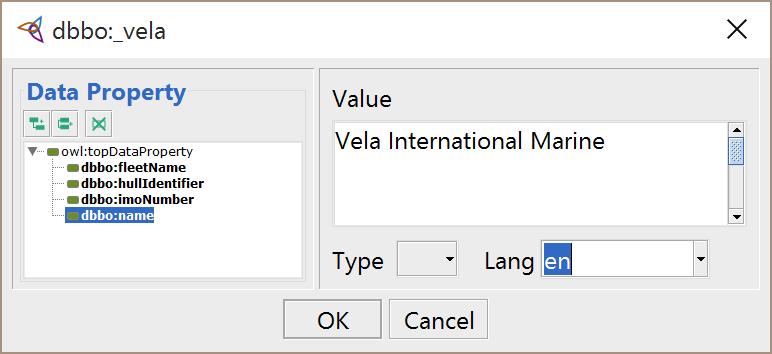 dbbo:_vela
Data Property
owl:topDataProperty
dbbo:fleetName
dbbo:hullIdentifier
dbbo:imoNumber
dbbo:name
Value
Vela International Marine
Type
Lang en
OK
Cancel